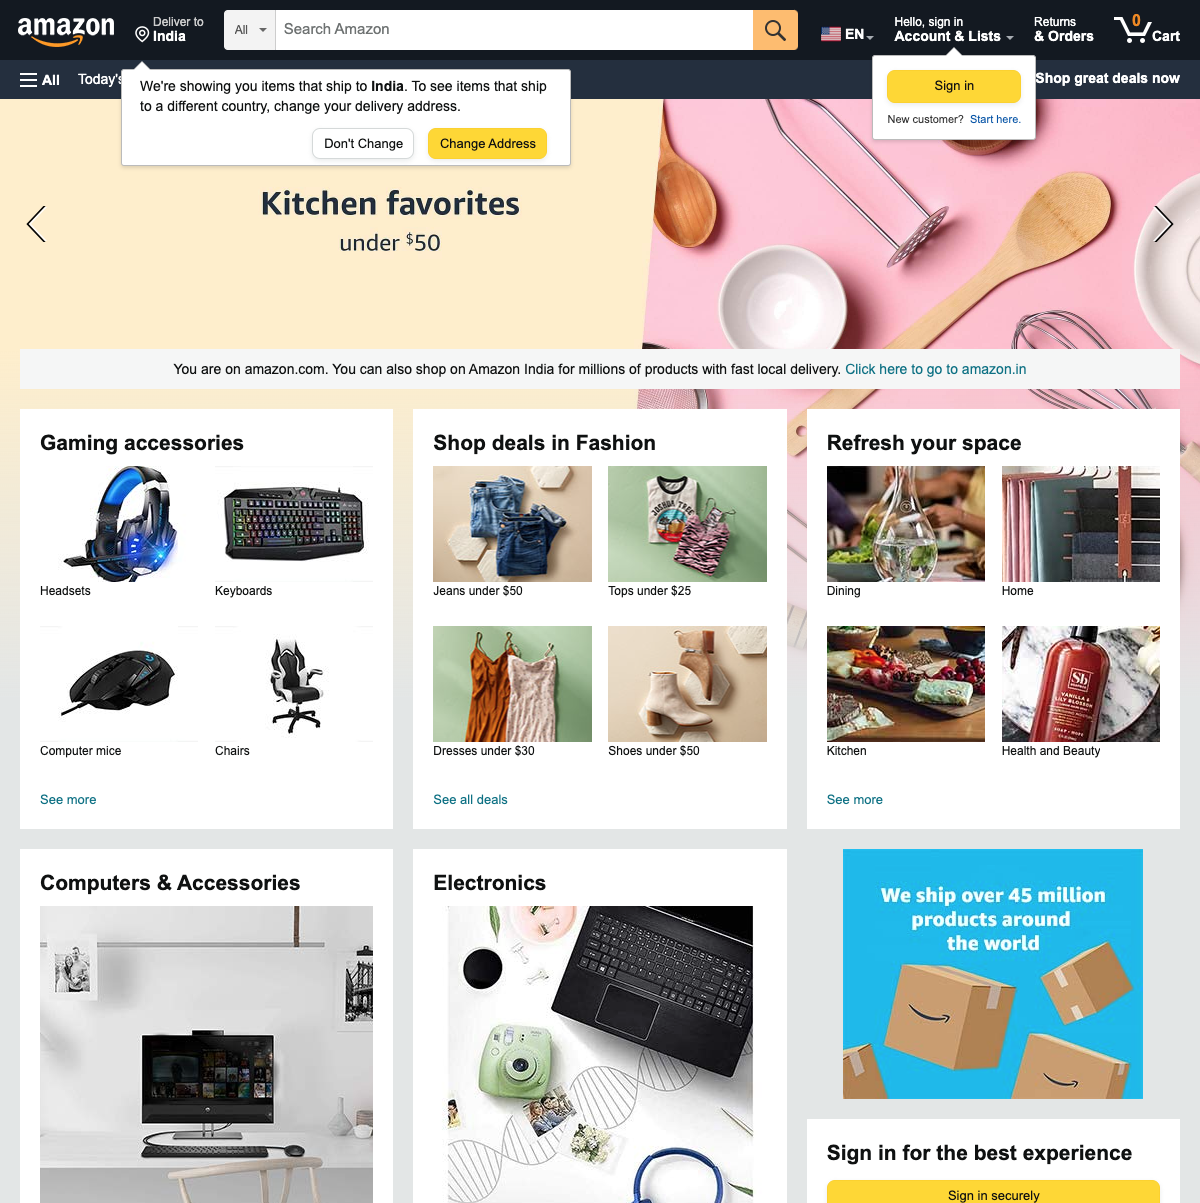 amazon
Deliver to
India
All
Search Amazon
EN
Hello, sign in
Account & Lists
Returns
& Orders
0
Cart
All
Today's
Shop great deals now
We're showing you items that ship to India. To see items that ship
to a different country, change your delivery address.
Don't Change
Change Address
Sign in
New customer? Start here.
Kitchen favorites
under $50
You are on amazon.com. You can also shop on Amazon India for millions of products with fast local delivery. Click here to go to amazon.in
Gaming accessories
Headsets
Keyboards
Computer mice
Chairs
See more
Shop deals in Fashion
JOSHUA TREE
Jeans under $50
Tops under $25
Dresses under $30
Shoes under $50
See all deals
Refresh your space
Dining
Home
Sb
VANILLA &
LILY BLOSSOM
Kitchen
Health and Beauty
See more
Computers & Accessories
Electronics
We ship over 45 million
products around
the world
Sign in for the best experience
Sign in securely